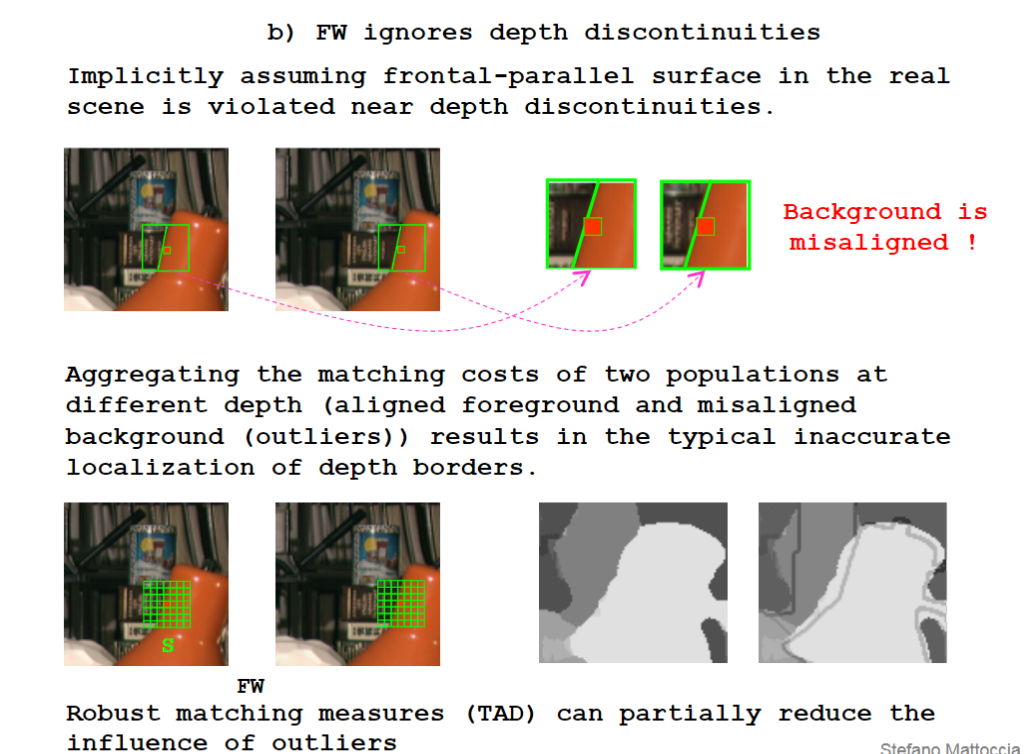 b) FW ignores depth discontinuities
Implicitly assuming frontal-parallel surface in the real
scene is violated near depth discontinuities.
Background is
misaligned !
Aggregating the matching costs of two populations at
different depth (aligned foreground and misaligned
background (outliers)) results in the typical inaccurate
localization of depth borders.
S
FW
Robust matching measures (TAD) can partially reduce the
influence of outliers
Stefano Mattoccia